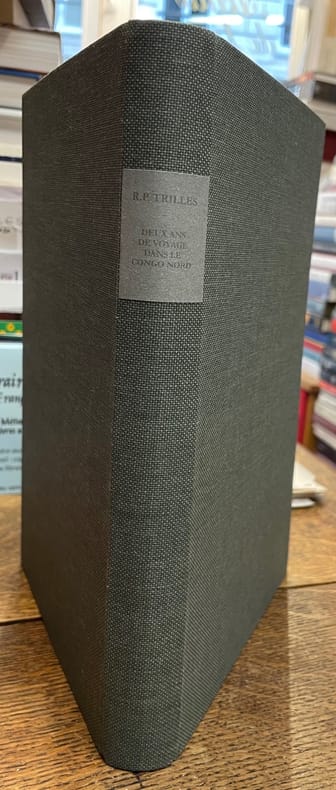 R.P. TRILLES
DEUX ANS
DE VOYAGE
DANS LE
CONGO NORD